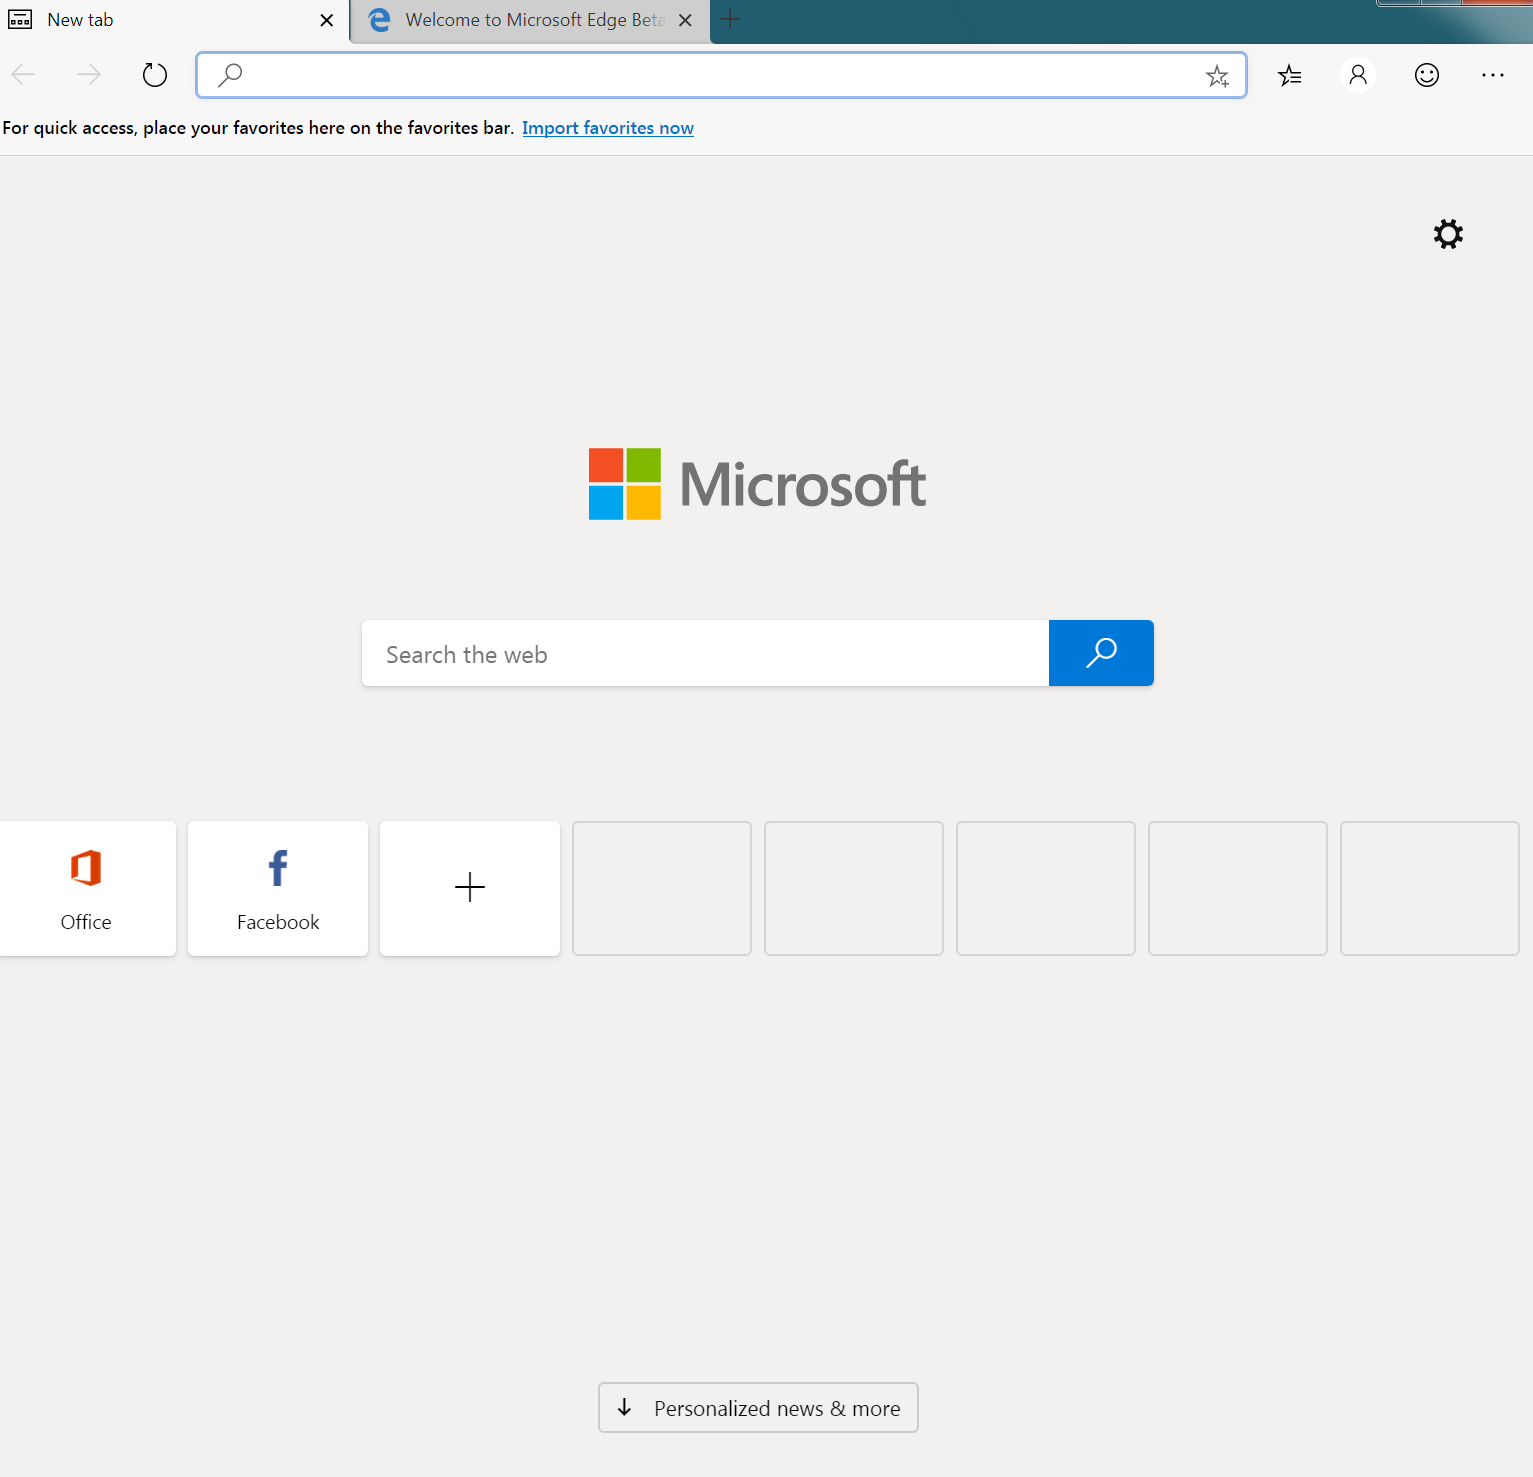 New tab
Welcome to Microsoft Edge Beta
For quick access, place your favorites here on the favorites bar. Import favorites now
Microsoft
Search the web
Office
Facebook
Personalized news & more